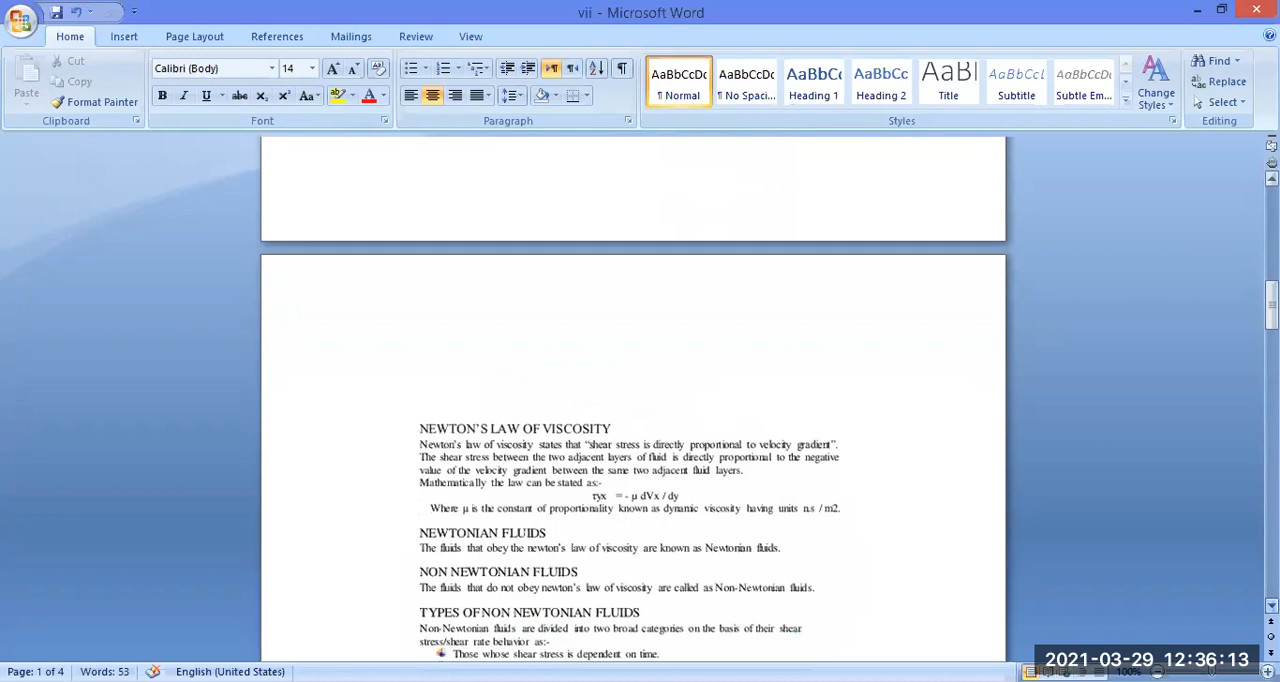 vii - Microsoft Word
Home Insert Page Layout References Mailings Review View
Paste
Cut
Copy
Format Painter
Clipboard
Calibri (Body) 14
B I U abc X₂ X² Aa A
Font
Paragraph
AaBbCcDc AaBbCcDc AaBbC AaBbCc AaBl AaBbCcL AaBbCcDc
¶ Normal ¶ No Spaci... Heading 1 Heading 2 Title Subtitle Subtle Em...
Change Styles
Styles
Find
Replace
Select
Editing
NEWTON'S LAW OF VISCOSITY
Newton's law of viscosity states that “shear stress is directly proportional to velocity gradient”.
The shear stress between the two adjacent layers of fluid is directly proportional to the negative
value of the velocity gradient between the same two adjacent fluid layers.
Mathematically the law can be stated as:-
τyx = - µ dVx / dy
Where µ is the constant of proportionality known as dynamic viscosity having units n.s / m2.
NEWTONIAN FLUIDS
The fluids that obey the newton's law of viscosity are known as Newtonian fluids.
NON NEWTONIAN FLUIDS
The fluids that do not obey newton's law of viscosity are called as Non-Newtonian fluids.
TYPES OF NON NEWTONIAN FLUIDS
Non-Newtonian fluids are divided into two broad categories on the basis of their shear
stress/shear rate behavior as:-
Those whose shear stress is dependent on time.
Page: 1 of 4 Words: 53 English (United States) 100%
2021-03-29 12:36:13